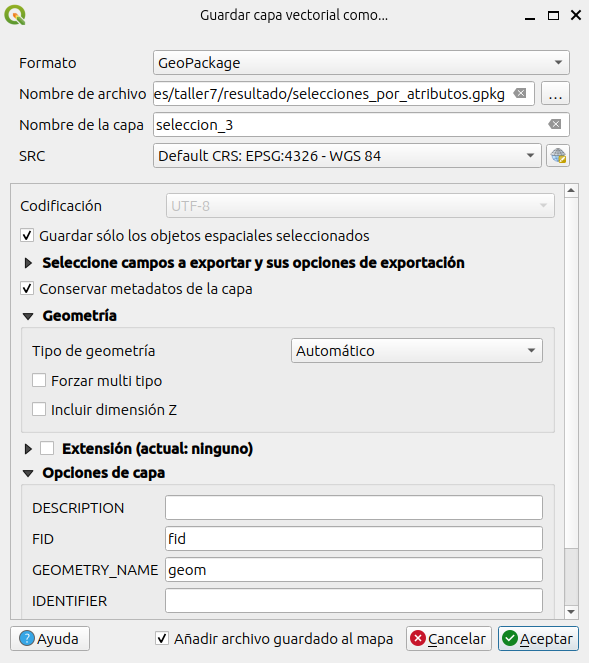 Guardar capa vectorial como...
Formato GeoPackage
Nombre de archivo es/taller7/resultado/selecciones_por_atributos.gpkg ...
Nombre de la capa seleccion_3
SRC Default CRS: EPSG:4326 - WGS 84
Codificación UTF-8
Guardar sólo los objetos espaciales seleccionados
Seleccione campos a exportar y sus opciones de exportación
Conservar metadatos de la capa
Geometría
Tipo de geometría Automático
Forzar multi tipo
Incluir dimensión Z
Extensión (actual: ninguno)
Opciones de capa
DESCRIPTION
FID fid
GEOMETRY_NAME geom
IDENTIFIER
Ayuda Añadir archivo guardado al mapa Cancelar Aceptar